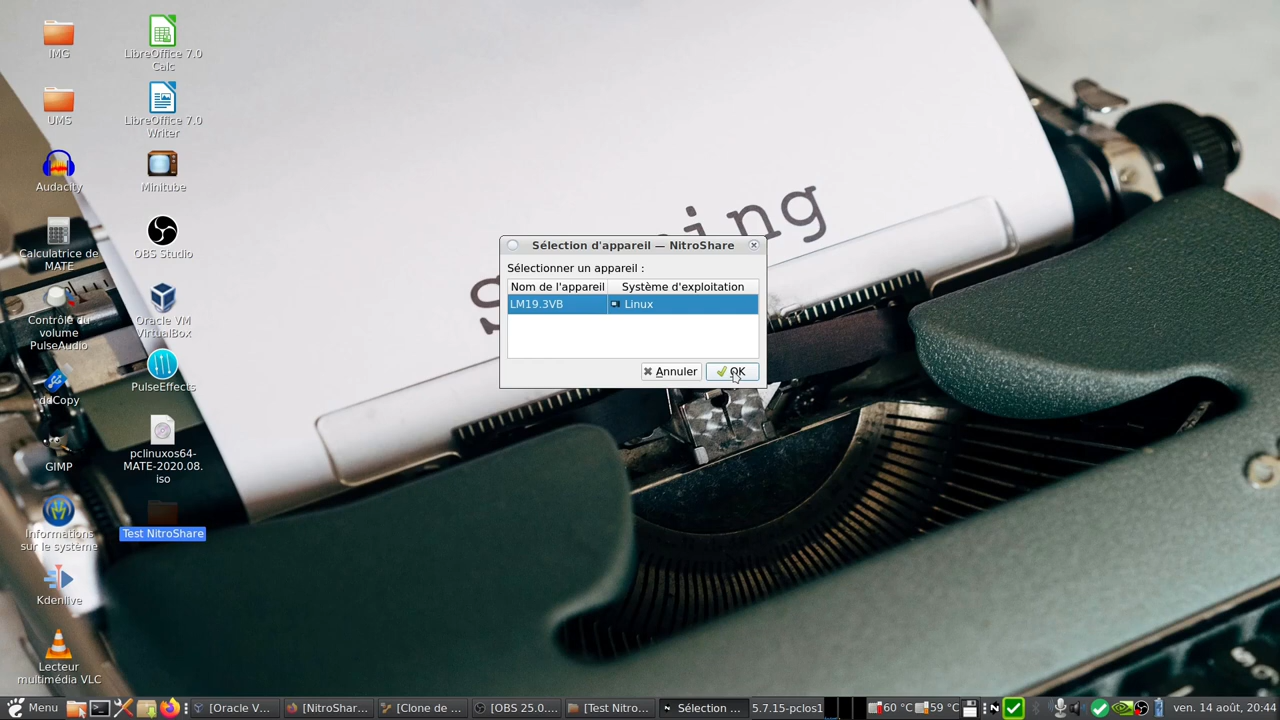 IMG
LibreOffice 7.0
Calc
UMS
LibreOffice 7.0
Writer
Audacity
Minitube
Calculatrice de
MATE
OBS Studio
Contrôle du
volume
PulseAudio
Oracle VM
VirtualBox
ddCopy
PulseEffects
GIMP
pclinuxos64-
MATE-2020.08.
iso
Informations
sur le système
Test NitroShare
Kdenlive
Lecteur
multimédia VLC
ing
Sélection d'appareil — NitroShare
Sélectionner un appareil :
Nom de l'appareil Système d'exploitation
LM19.3VB Linux
Annuler OK
Menu [Oracle V... [NitroShar... [Clone de ... [OBS 25.0.... [Test Nitro... Sélection ... 5.7.15-pclos1 60 °C 59 °C N ven. 14 août, 20:44